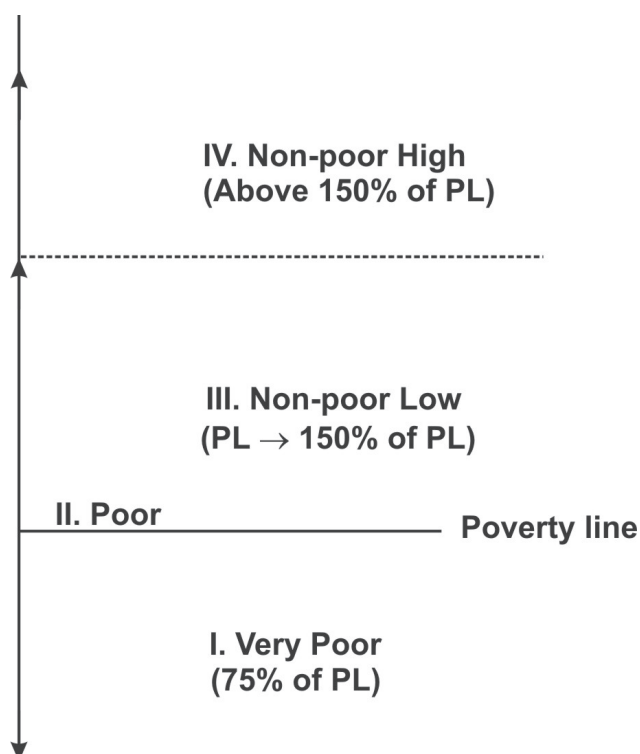 IV. Non-poor High
(Above 150% of PL)
III. Non-poor Low
(PL → 150% of PL)
II. Poor
Poverty line
I. Very Poor
(75% of PL)